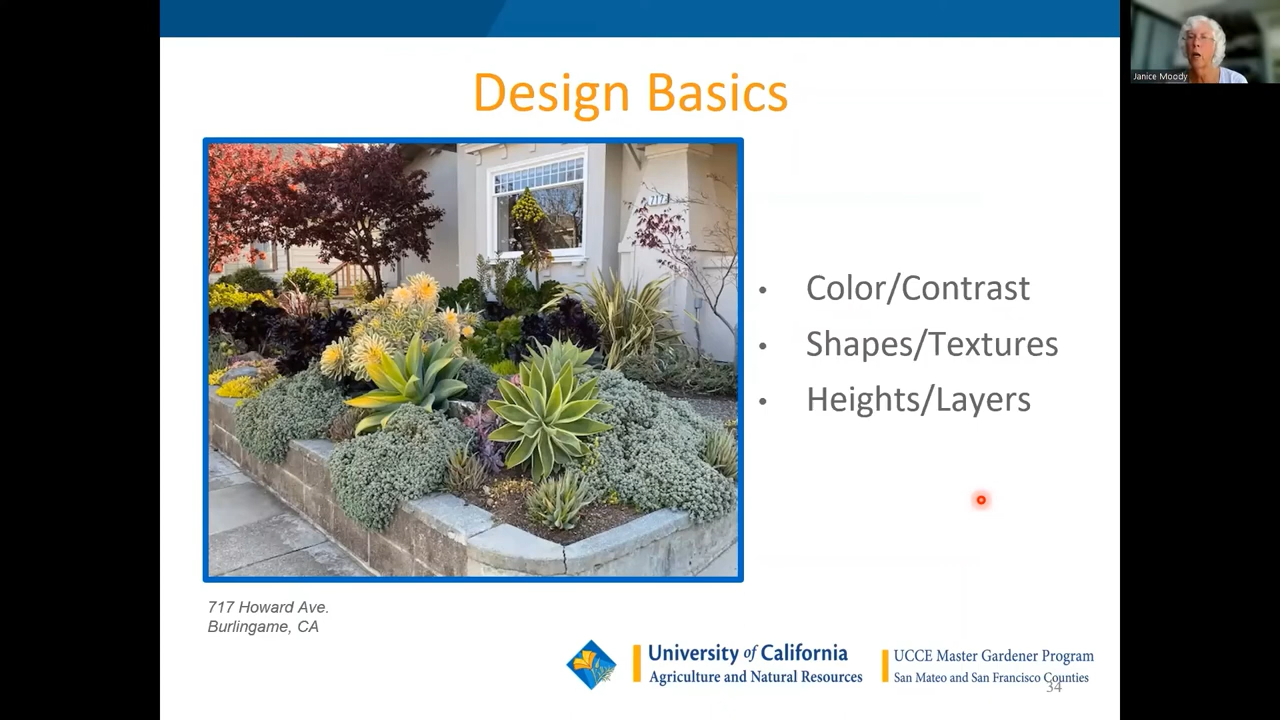 Design Basics
Janice Moody
717
• Color/Contrast
• Shapes/Textures
• Heights/Layers
717 Howard Ave.
Burlingame, CA
University of California
Agriculture and Natural Resources
UCCE Master Gardener Program
San Mateo and San Francisco Counties
34